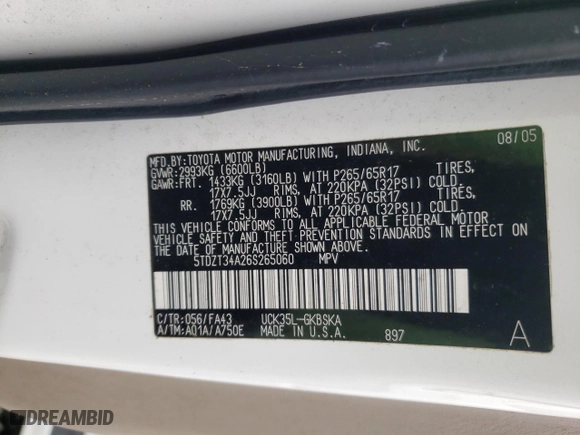 MFD.BY:TOYOTA MOTOR MANUFACTURING, INDIANA, INC. 08/05
GVWR:2993KG (6600LB)
GAWR:FRT. 1433KG (3160LB) WITH P265/65R17 TIRES,
17X7.5JJ RIMS, AT 220KPA (32PSI) COLD.
RR. 1769KG (3900LB) WITH P265/65R17 TIRES,
17X7.5JJ RIMS, AT 220KPA (32PSI) COLD.
THIS VEHICLE CONFORMS TO ALL APPLICABLE FEDERAL MOTOR
VEHICLE SAFETY AND THEFT PREVENTION STANDARDS IN EFFECT ON
THE DATE OF MANUFACTURE SHOWN ABOVE.
5TDZT34A26S265060 MPV
C/TR:056/FA43 UCK35L-GKBSKA
A/TM:AQ1A/A750E MADE IN U.S.A. 897 A
DREAMBID